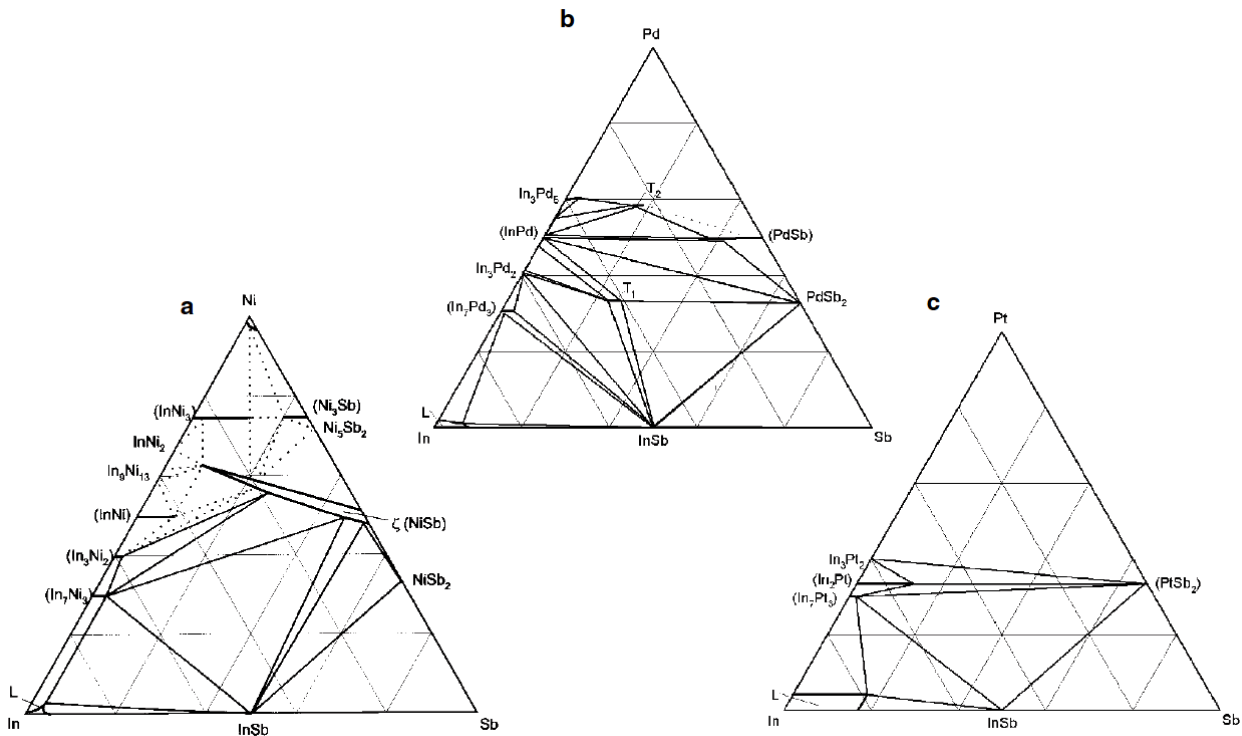 b
Pd
In₃Pd₅
T₂
(InPd)
(PdSb)
In₃Pd₂
T₁
(In₇Pd₃)
PdSb₂
L
In
InSb
Sb
a
Ni
(InNi₃)
(Ni₃Sb)
InNi₂
Ni₅Sb₂
In₉Ni₁₃
(InNi)
ζ (NiSb)
(In₃Ni₂)
NiSb₂
(In₇Ni₃)
L
In
InSb
Sb
c
Pt
In₃Pt₂
(In₂Pt)
(PtSb₂)
(In₇Pt₃)
L
In
InSb
Sb